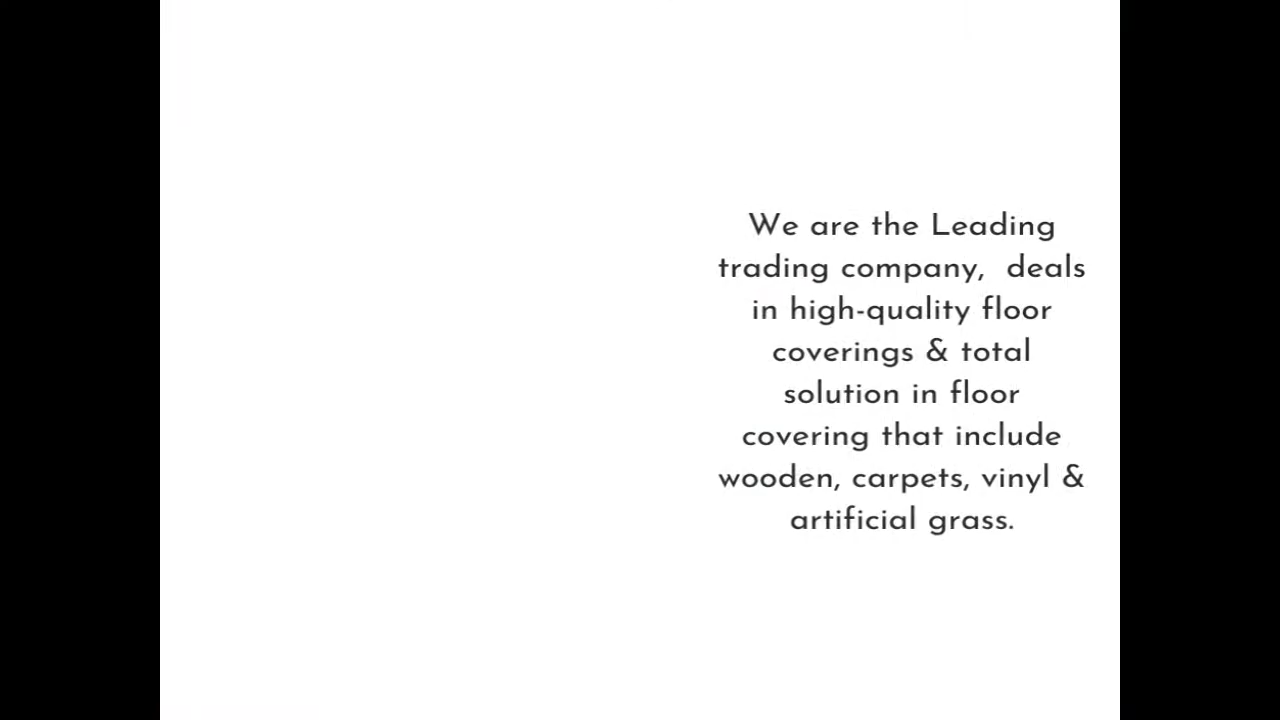 We are the Leading
trading company,  deals
in high-quality floor
coverings & total
solution in floor
covering that include
wooden, carpets, vinyl &
artificial grass.